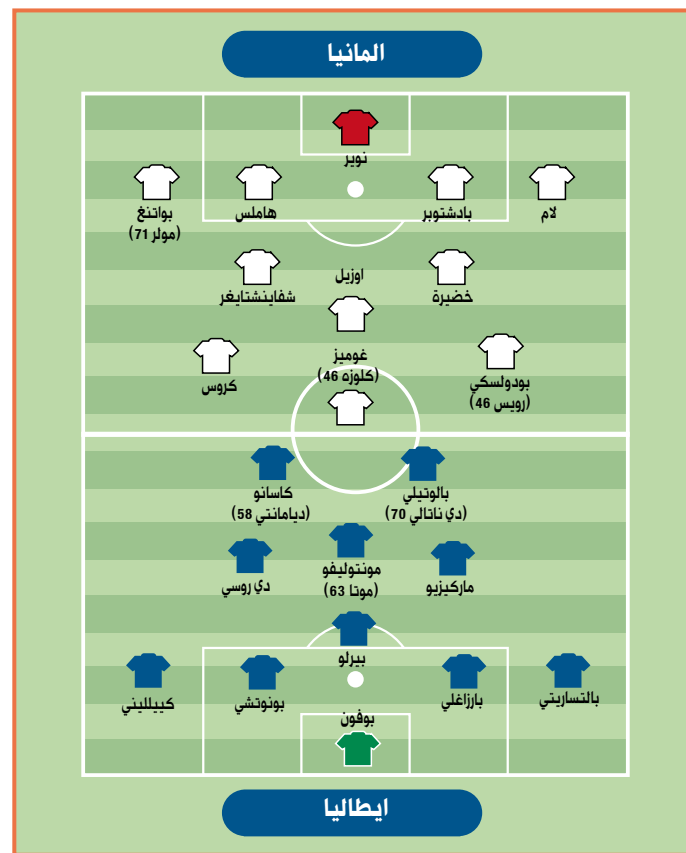 المانيا
نوير
لام
بادشتوبر
هاملس
بواتنغ
(مولر 71)
خضيرة
اوزيل
شفاينشتايغر
بودولسكي
(رويس 46)
غوميز
(كلوزه 46)
كروس
بالوتيلي
(دي ناتالي 70)
كاسانو
(ديامانتي 58)
ماركيزيو
مونتوليفو
(موتا 63)
دي روسي
بيرلو
بالتساريتي
بارزاغلي
بونوتشي
كييلليني
بوفون
ايطاليا